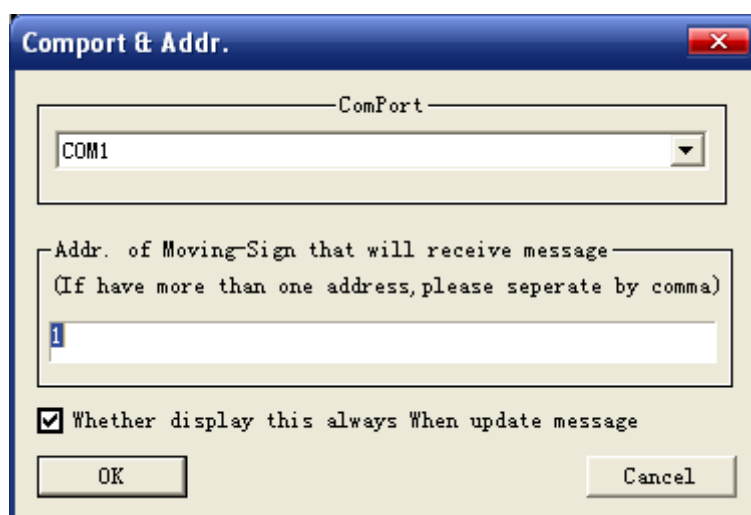 Comport & Addr.
ComPort
COM1
Addr. of Moving-Sign that will receive message
(If have more than one address,please seperate by comma)
1
Whether display this always When update message
OK
Cancel